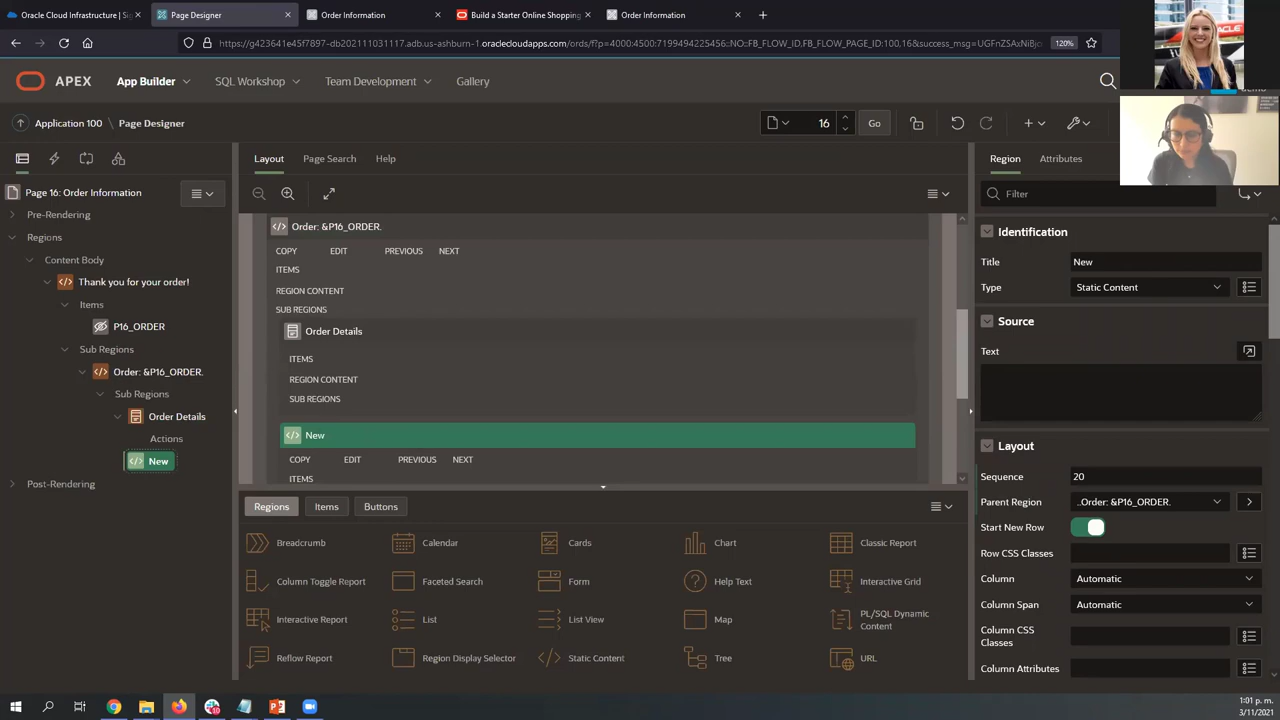 Oracle Cloud Infrastructure | Sig
Page Designer
Order Information
Build a Starter Online Shopping
Order Information
120%
APEX
App Builder
SQL Workshop
Team Development
Gallery
Application 100
Page Designer
16
Go
Page 16: Order Information
Pre-Rendering
Regions
Content Body
Thank you for your order!
Items
P16_ORDER
Sub Regions
Order: &P16_ORDER.
Sub Regions
Order Details
Actions
New
Post-Rendering
Layout
Page Search
Help
Order: &P16_ORDER.
COPY EDIT PREVIOUS NEXT
ITEMS
REGION CONTENT
SUB REGIONS
Order Details
ITEMS
REGION CONTENT
SUB REGIONS
New
COPY EDIT PREVIOUS NEXT
ITEMS
Regions Items Buttons
Breadcrumb Calendar Cards Chart Classic Report
Column Toggle Report Faceted Search Form Help Text Interactive Grid
Interactive Report List List View Map PL/SQL Dynamic Content
Reflow Report Region Display Selector Static Content Tree URL
Region Attributes
Filter
Identification
Title New
Type Static Content
Source
Text
Layout
Sequence 20
Parent Region ..Order: &P16_ORDER.
Start New Row
Row CSS Classes
Column Automatic
Column Span Automatic
Column CSS
Classes
Column Attributes
1:01 p. m.
3/11/2021